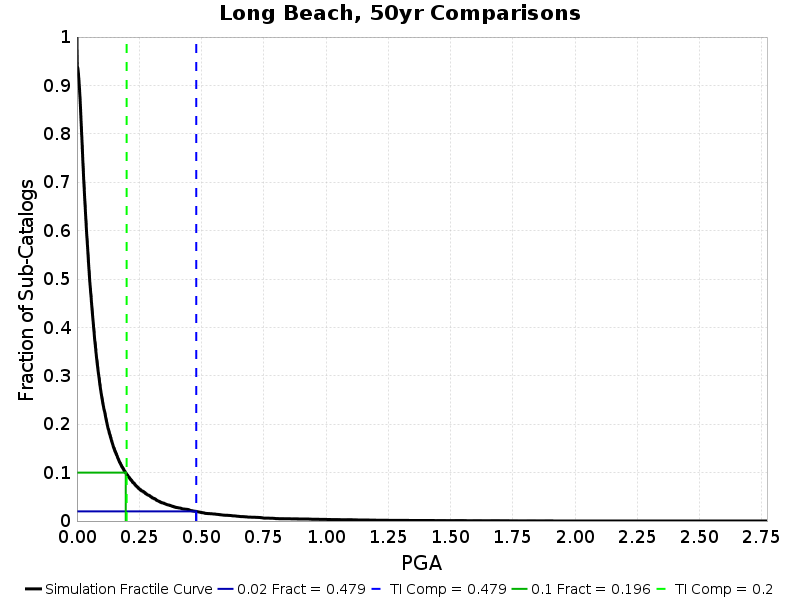 Long Beach, 50yr Comparisons
1
0.9
0.8
0.7
0.6
0.5
0.4
0.3
0.2
0.1
0
Fraction of Sub-Catalogs
0.00 0.25 0.50 0.75 1.00 1.25 1.50 1.75 2.00 2.25 2.50 2.75
PGA
Simulation Fractile Curve 0.02 Fract = 0.479 TI Comp = 0.479 0.1 Fract = 0.196 TI Comp = 0.2